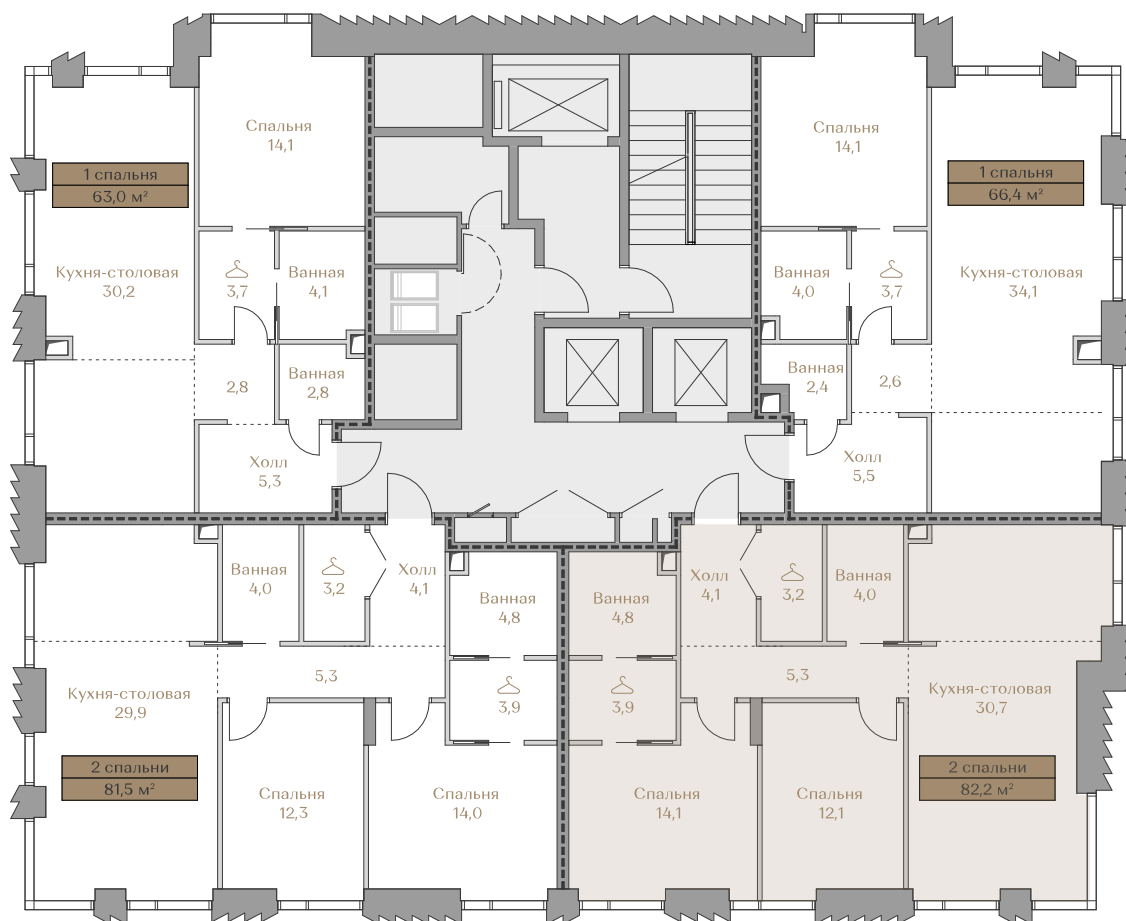 Спальня
14,1
1 спальня
63,0 м²
Кухня-столовая
30,2
3,7
Ванная
4,1
2,8
Ванная
2,8
Холл
5,3
Спальня
14,1
1 спальня
66,4 м²
Ванная
4,0
3,7
Кухня-столовая
34,1
Ванная
2,4
2,6
Холл
5,5
Ванная
4,0
3,2
Холл
4,1
Ванная
4,8
5,3
3,9
Кухня-столовая
29,9
2 спальни
81,5 м²
Спальня
12,3
Спальня
14,0
Ванная
4,8
Холл
4,1
3,2
Ванная
4,0
3,9
5,3
Кухня-столовая
30,7
2 спальни
82,2 м²
Спальня
14,1
Спальня
12,1